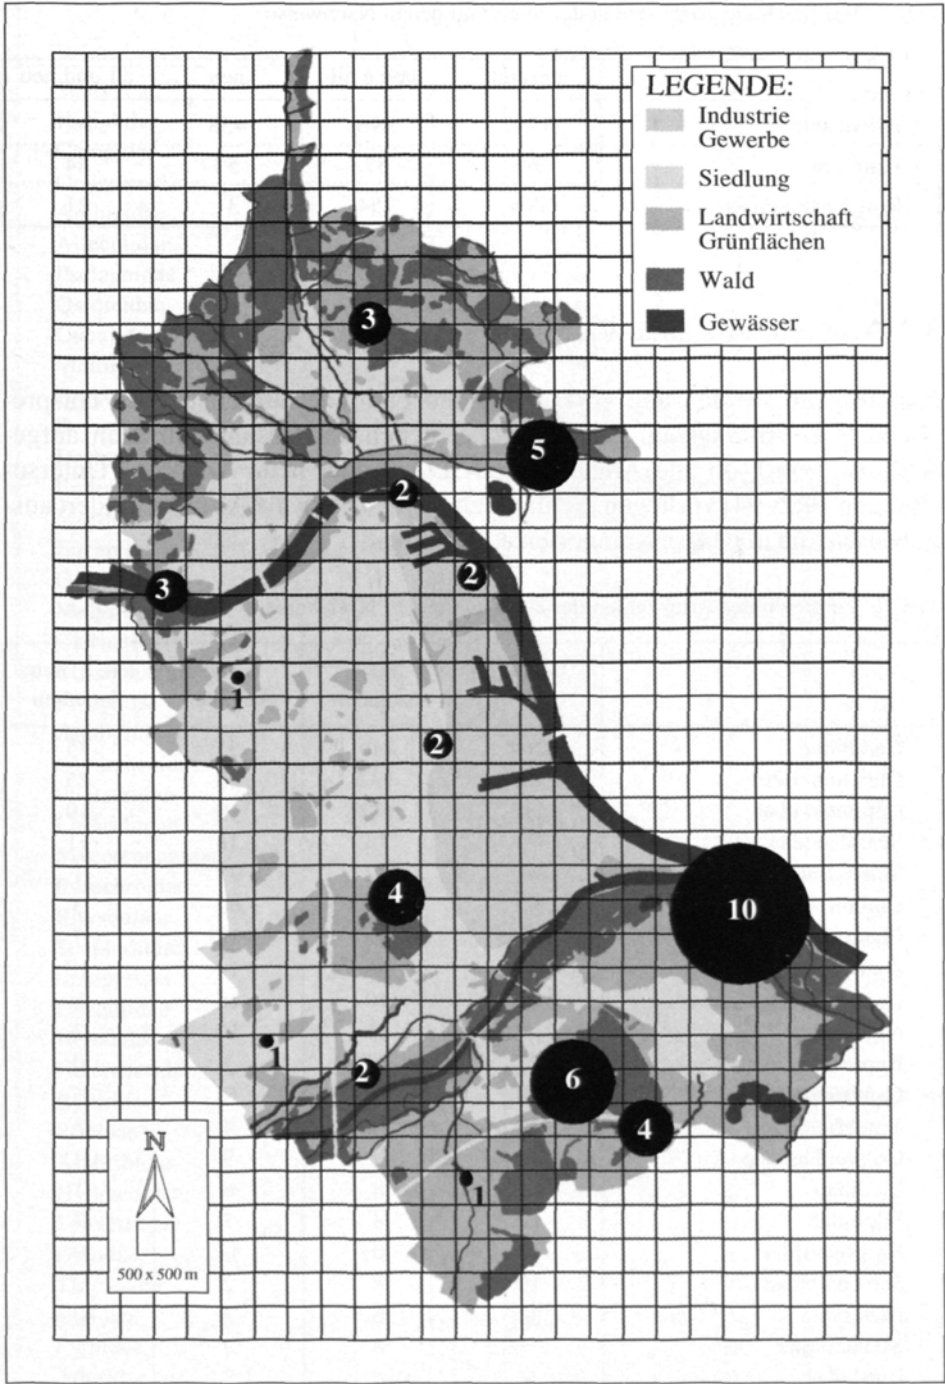 LEGENDE:
Industrie
Gewerbe
Siedlung
Landwirtschaft
Grünflächen
Wald
Gewässer
3
5
2
3
2
1
2
4
10
1
2
6
4
1
N
500 x 500 m